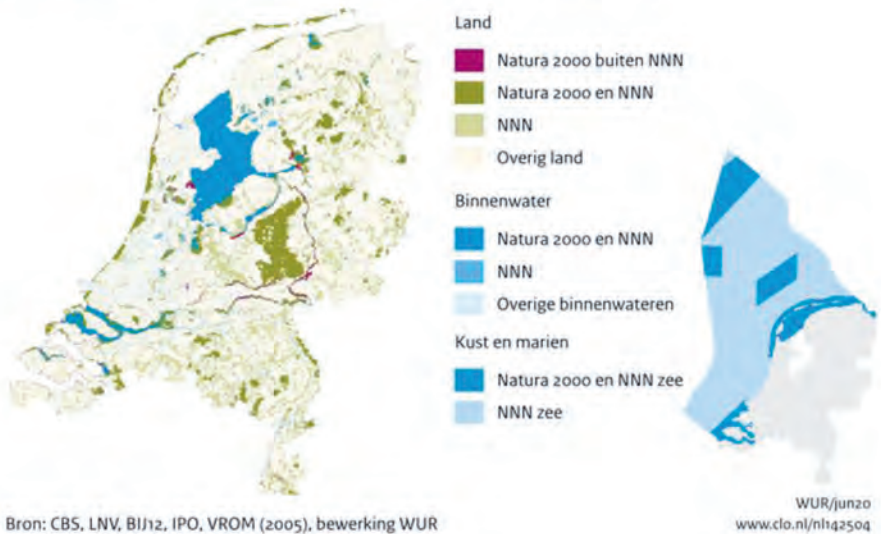 Land
Natura 2000 buiten NNN
Natura 2000 en NNN
NNN
Overig land
Binnenwater
Natura 2000 en NNN
NNN
Overige binnenwateren
Kust en marien
Natura 2000 en NNN zee
NNN zee
Bron: CBS, LNV, BIJ12, IPO, VROM (2005), bewerking WUR
WUR/jun20
www.clo.nl/nl142504